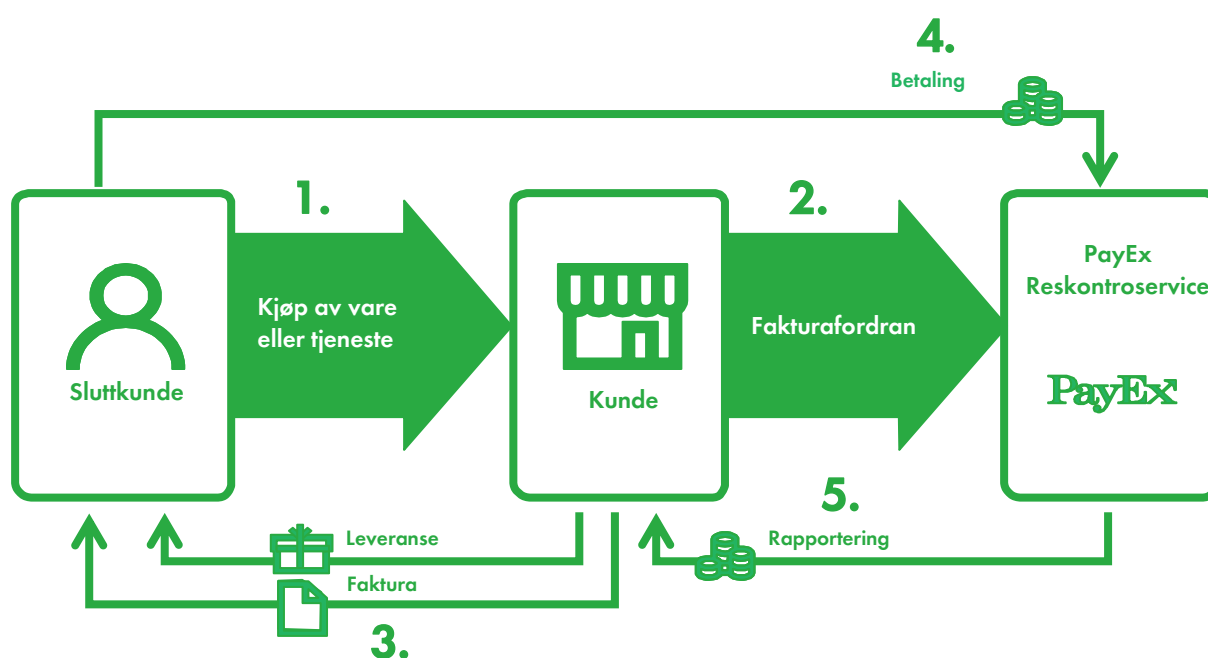 4.
Betaling
1.
2.
Kjøp av vare
eller tjeneste
Sluttkunde
Kunde
Fakturafordran
PayEx
Reskontroservice
PayEx
5.
Leveranse
Rapportering
Faktura
3.